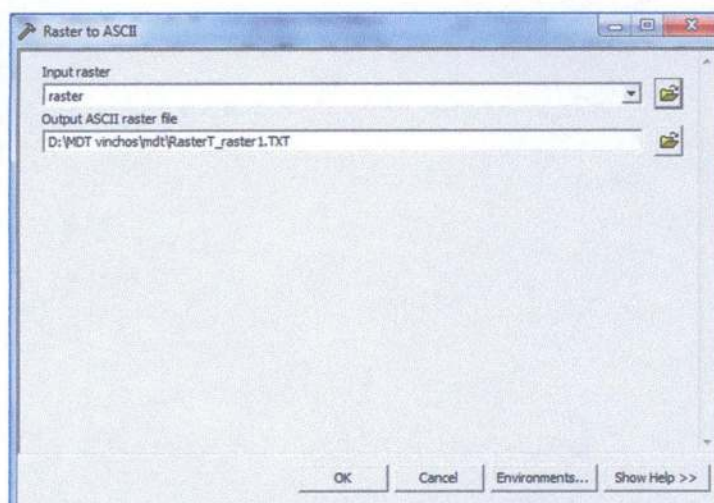 Raster to ASCII
Input raster
raster
Output ASCII raster file
D:\MDT vinchos\mdt\RasterT_raster1.TXT
OK Cancel Environments... Show Help >>